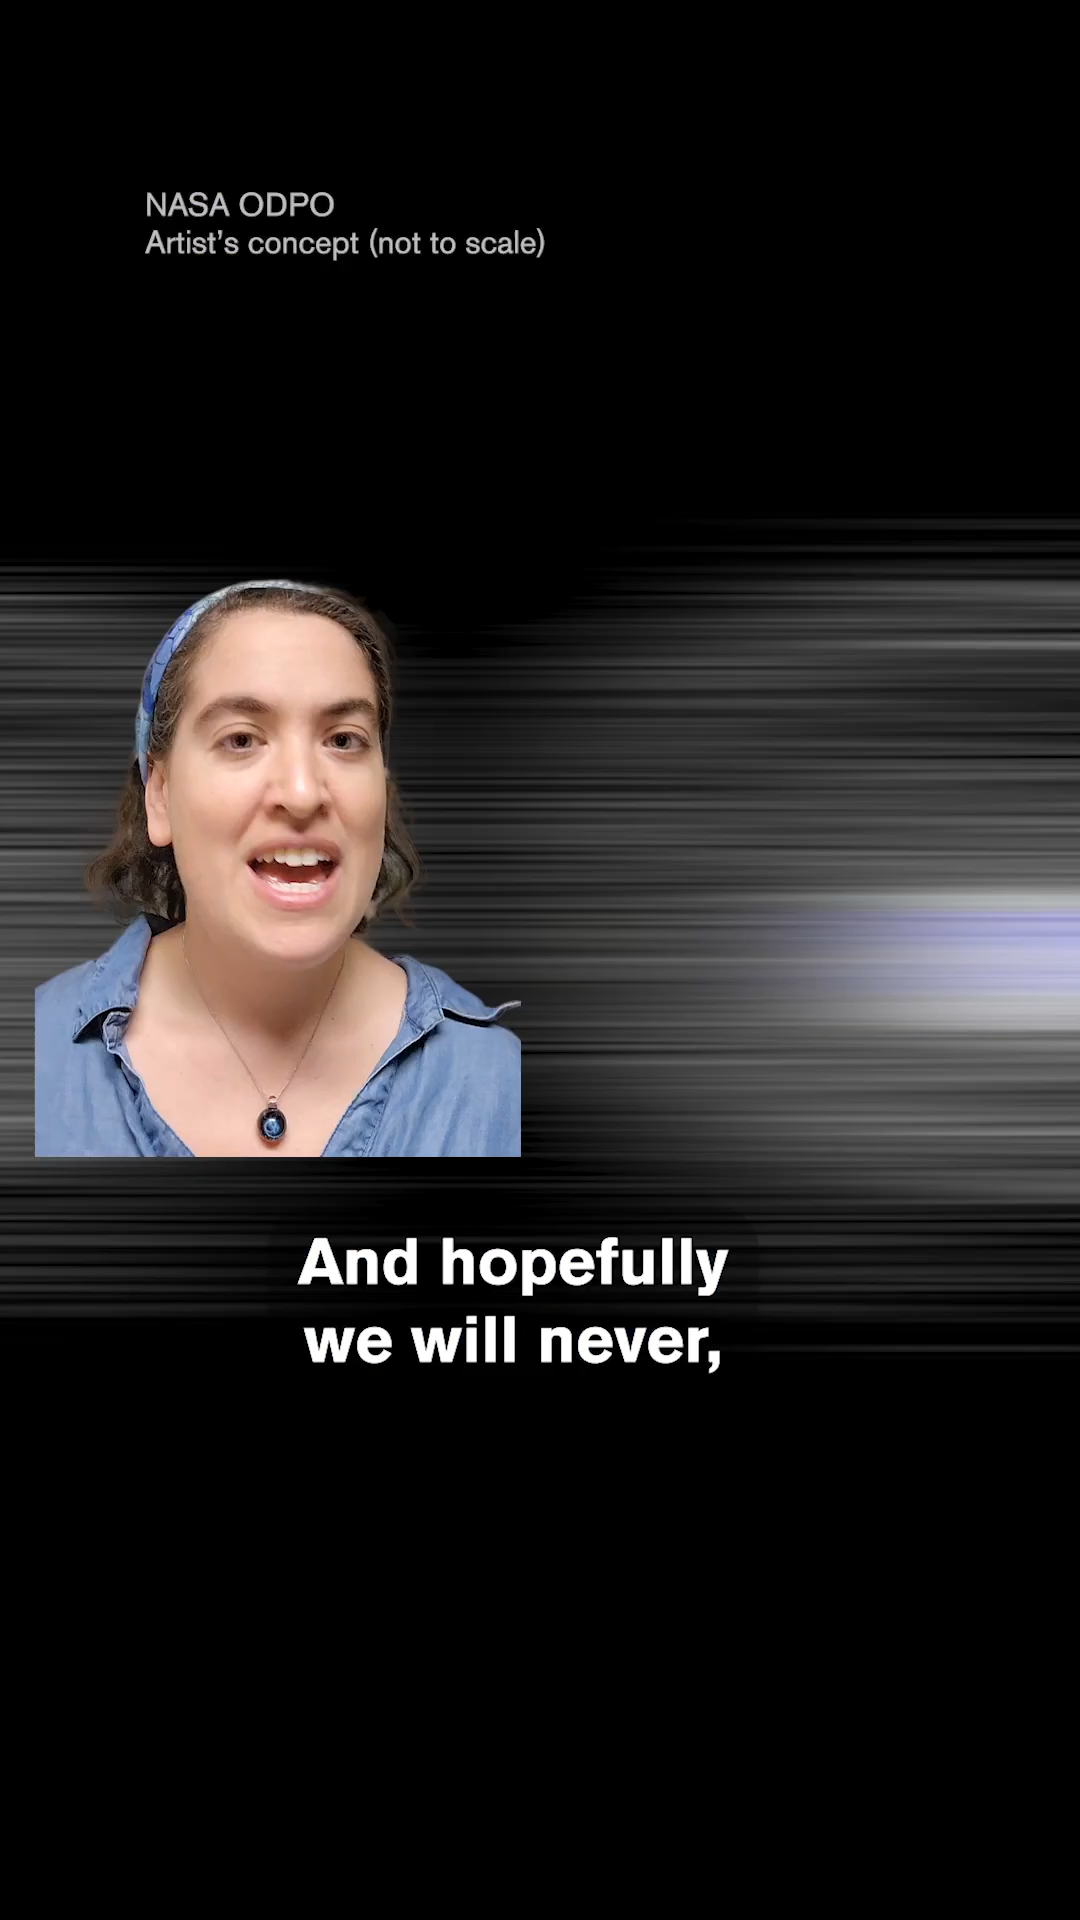 NASA ODPO
Artist’s concept (not to scale)
And hopefully
we will never,